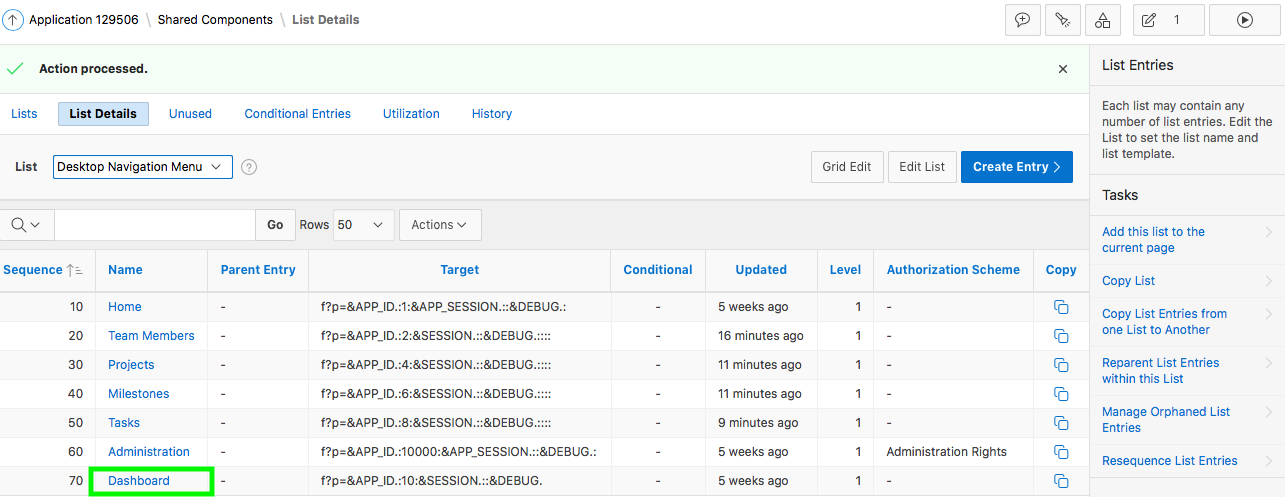 Application 129506 \ Shared Components \ List Details
1
Action processed.
Lists List Details Unused Conditional Entries Utilization History
List Desktop Navigation Menu ? Grid Edit Edit List Create Entry
Go Rows 50 Actions
Sequence Name Parent Entry Target Conditional Updated Level Authorization Scheme Copy
10 Home - f?p=&APP_ID.:1:&APP_SESSION.::&DEBUG.: - 5 weeks ago 1 -
20 Team Members - f?p=&APP_ID.:2:&SESSION.::&DEBUG.:::: - 16 minutes ago 1 -
30 Projects - f?p=&APP_ID.:4:&SESSION.::&DEBUG.:::: - 11 minutes ago 1 -
40 Milestones - f?p=&APP_ID.:6:&SESSION.::&DEBUG.:::: - 11 minutes ago 1 -
50 Tasks - f?p=&APP_ID.:8:&SESSION.::&DEBUG.:::: - 9 minutes ago 1 -
60 Administration - f?p=&APP_ID.:10000:&APP_SESSION.::&DEBUG.: - 5 weeks ago 1 Administration Rights
70 Dashboard - f?p=&APP_ID.:10:&SESSION.::&DEBUG. - 5 weeks ago 1 -
List Entries
Each list may contain any
number of list entries. Edit the
List to set the list name and
list template.
Tasks
Add this list to the
current page
Copy List
Copy List Entries from
one List to Another
Reparent List Entries
within this List
Manage Orphaned List
Entries
Resequence List Entries